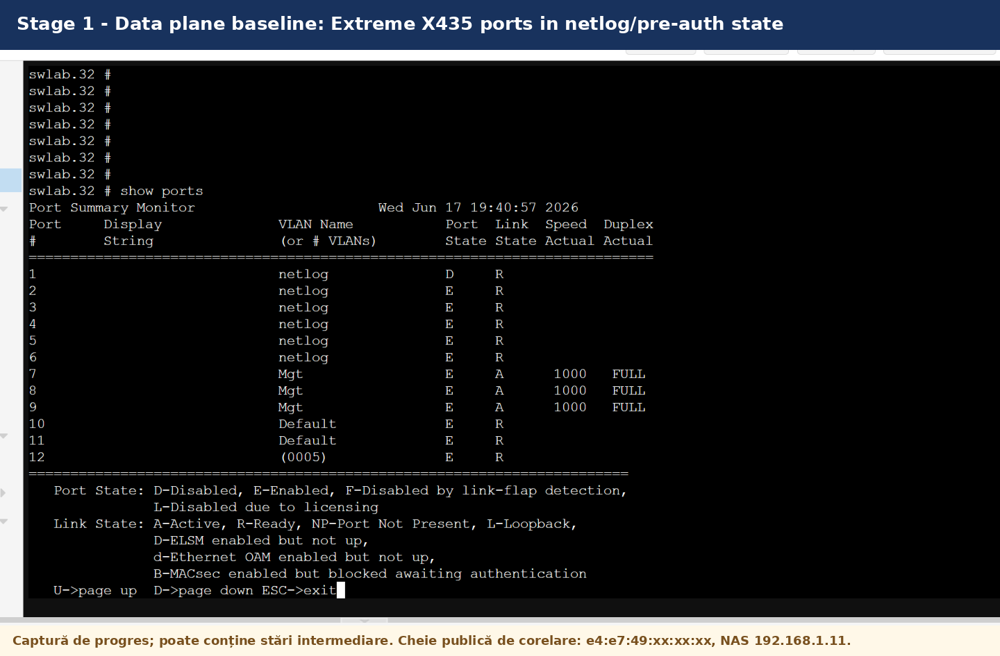 Stage 1 - Data plane baseline: Extreme X435 ports in netlog/pre-auth state
swlab.32 #
swlab.32 #
swlab.32 #
swlab.32 #
swlab.32 #
swlab.32 #
swlab.32 #
swlab.32 # show ports
Port Summary Monitor                      Wed Jun 17 19:40:57 2026
Port     Display              VLAN Name           Port  Link  Speed  Duplex
#        String               (or # VLANs)        State State Actual Actual
===========================================================================
1                             netlog              D     R
2                             netlog              E     R
3                             netlog              E     R
4                             netlog              E     R
5                             netlog              E     R
6                             netlog              E     R
7                             Mgt                 E     A      1000   FULL
8                             Mgt                 E     A      1000   FULL
9                             Mgt                 E     A      1000   FULL
10                            Default             E     R
11                            Default             E     R
12                            (0005)              E     R
========================================================================
   Port State: D-Disabled, E-Enabled, F-Disabled by link-flap detection,
               L-Disabled due to licensing
   Link State: A-Active, R-Ready, NP-Port Not Present, L-Loopback,
               D-ELSM enabled but not up,
               d-Ethernet OAM enabled but not up,
               B-MACsec enabled but blocked awaiting authentication
   U->page up  D->page down ESC->exit
Captură de progres; poate conține stări intermediare. Cheie publică de corelare: e4:e7:49:xx:xx:xx, NAS 192.168.1.11.